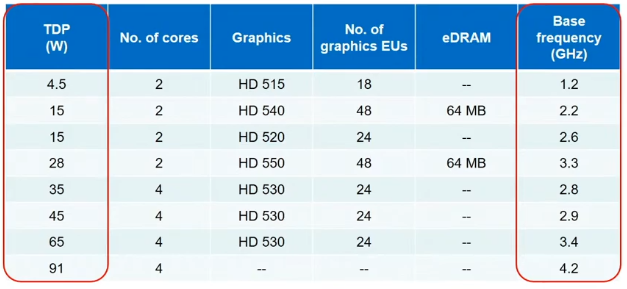 TDP (W) No. of cores Graphics No. of graphics EUs eDRAM Base frequency (GHz)
4.5 2 HD 515 18 -- 1.2
15 2 HD 540 48 64 MB 2.2
15 2 HD 520 24 -- 2.6
28 2 HD 550 48 64 MB 3.3
35 4 HD 530 24 -- 2.8
45 4 HD 530 24 -- 2.9
65 4 HD 530 24 -- 3.4
91 4 -- -- -- 4.2